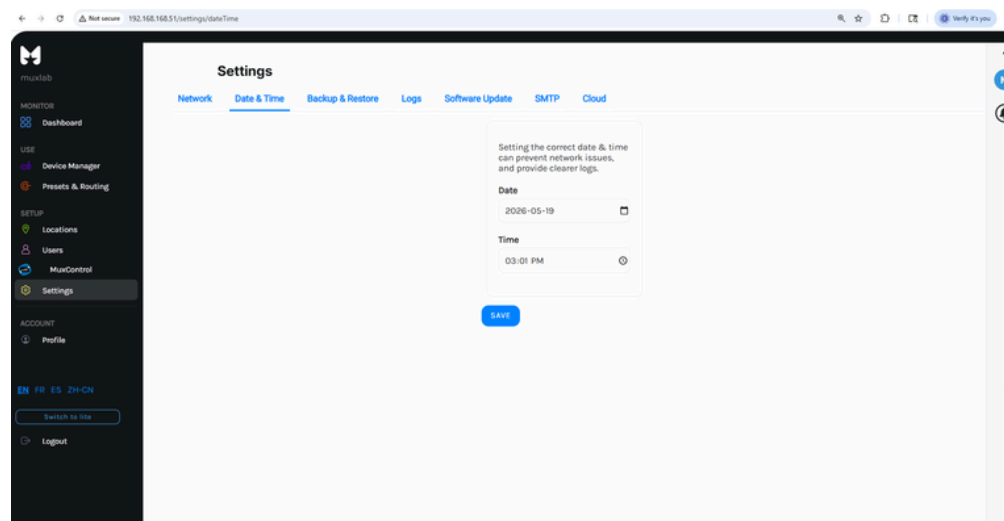 Not secure 192.168.168.51/settings/dateTime
Verify it's you
muxlab
MONITOR
Dashboard
USE
Device Manager
Presets & Routing
SETUP
Locations
Users
MuxControl
Settings
ACCOUNT
Profile
EN FR ES ZH-CN
Switch to lite
Logout
Settings
Network Date & Time Backup & Restore Logs Software Update SMTP Cloud
Setting the correct date & time
can prevent network issues,
and provide clearer logs.
Date
2026-05-19
Time
03:01 PM
SAVE